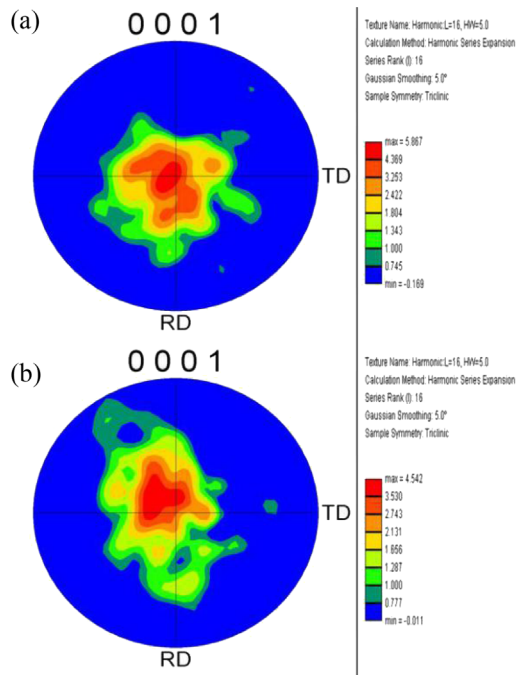 (a)
0 0 0 1
TD
RD
Texture Name: Harmonic:L=16, HW=5.0
Calculation Method: Harmonic Series Expansion
Series Rank (l): 16
Gaussian Smoothing: 5.0°
Sample Symmetry: Triclinic
max = 5.867
4.369
3.253
2.422
1.804
1.343
1.000
0.745
min = -0.169
(b)
0 0 0 1
TD
RD
Texture Name: Harmonic:L=16, HW=5.0
Calculation Method: Harmonic Series Expansion
Series Rank (l): 16
Gaussian Smoothing: 5.0°
Sample Symmetry: Triclinic
max = 4.542
3.530
2.743
2.131
1.656
1.287
1.000
0.777
min = -0.011